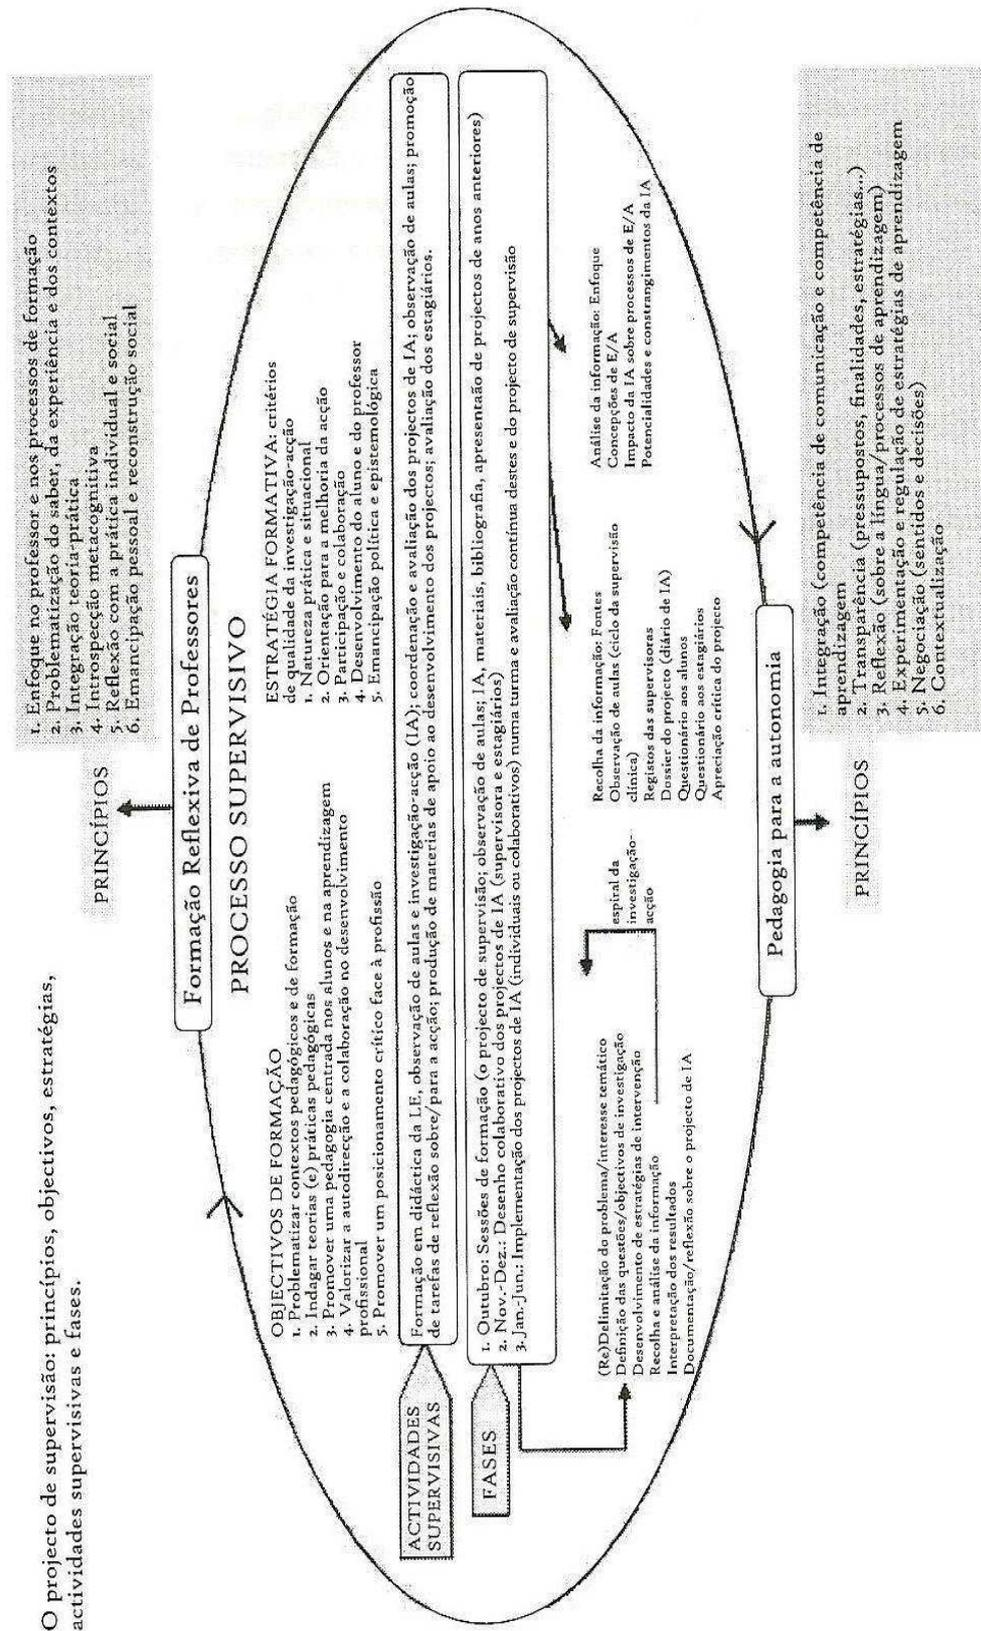 O projecto de supervisão: princípios, objectivos, estratégias,
actividades supervisivas e fases.
PRINCÍPIOS
1. Enfoque no professor e nos processos de formação
2. Problematização do saber, da experiência e dos contextos
3. Integração teoria-prática
4. Introspecção metacognitiva
5. Reflexão com a prática individual e social
6. Emancipação pessoal e reconstrução social
Formação Reflexiva de Professores
PROCESSO SUPERVISIVO
OBJECTIVOS DE FORMAÇÃO
1. Problematizar contextos pedagógicos e de formação
2. Indagar teorias (e) práticas pedagógicas
3. Promover uma pedagogia centrada nos alunos e na aprendizagem
4. Valorizar a autodirecção e a colaboração no desenvolvimento
profissional
5. Promover um posicionamento crítico face à profissão
ESTRATÉGIA FORMATIVA: critérios
de qualidade da investigação-acção
1. Natureza prática e situacional
2. Orientação para a melhoria da acção
3. Participação e colaboração
4. Desenvolvimento do aluno e do professor
5. Emancipação política e epistemológica
ACTIVIDADES
SUPERVISIVAS
Formação em didáctica da LE, observação de aulas e investigação-acção (IA); coordenação e avaliação dos projectos de IA; observação de aulas; promoção
de tarefas de reflexão sobre/para a acção; produção de materias de apoio ao desenvolvimento dos projectos; avaliação dos estagiários.
FASES
1. Outubro: Sessões de formação (o projecto de supervisão; observação de aulas; IA, materiais, bibliografia, apresentaão de projectos de anos anteriores)
2. Nov.-Dez.: Desenho colaborativo dos projectos de IA (supervisora e estagiários)
3. Jan.-Jun.: Implementação dos projectos de IA (individuais ou colaborativos) numa turma e avaliação contínua destes e do projecto de supervisão
(Re)Delimitação do problema/interesse temático
Definição das questões/objectivos de investigação
Desenvolvimento de estratégias de intervenção
Recolha e análise da informação
Interpretação dos resultados
Documentação/reflexão sobre o projecto de IA
espiral da
investigação-
acção
Recolha da informação: Fontes
Observação de aulas (ciclo da supervisão
clínica)
Registos das supervisoras
Dossier do projecto (diário de IA)
Questionário aos alunos
Questionário aos estagiários
Apreciação crítica do projecto
Análise da informação: Enfoque
Concepções de E/A
Impacto da IA sobre processos de E/A
Potencialidades e constrangimentos da IA
Pedagogia para a autonomia
PRINCÍPIOS
1. Integração (competência de comunicação e competência de
aprendizagem
2. Transparência (pressupostos, finalidades, estratégias...)
3. Reflexão (sobre a língua/processos de aprendizagem)
4. Experimentação e regulação de estratégias de aprendizagem
5. Negociação (sentidos e decisões)
6. Contextualização